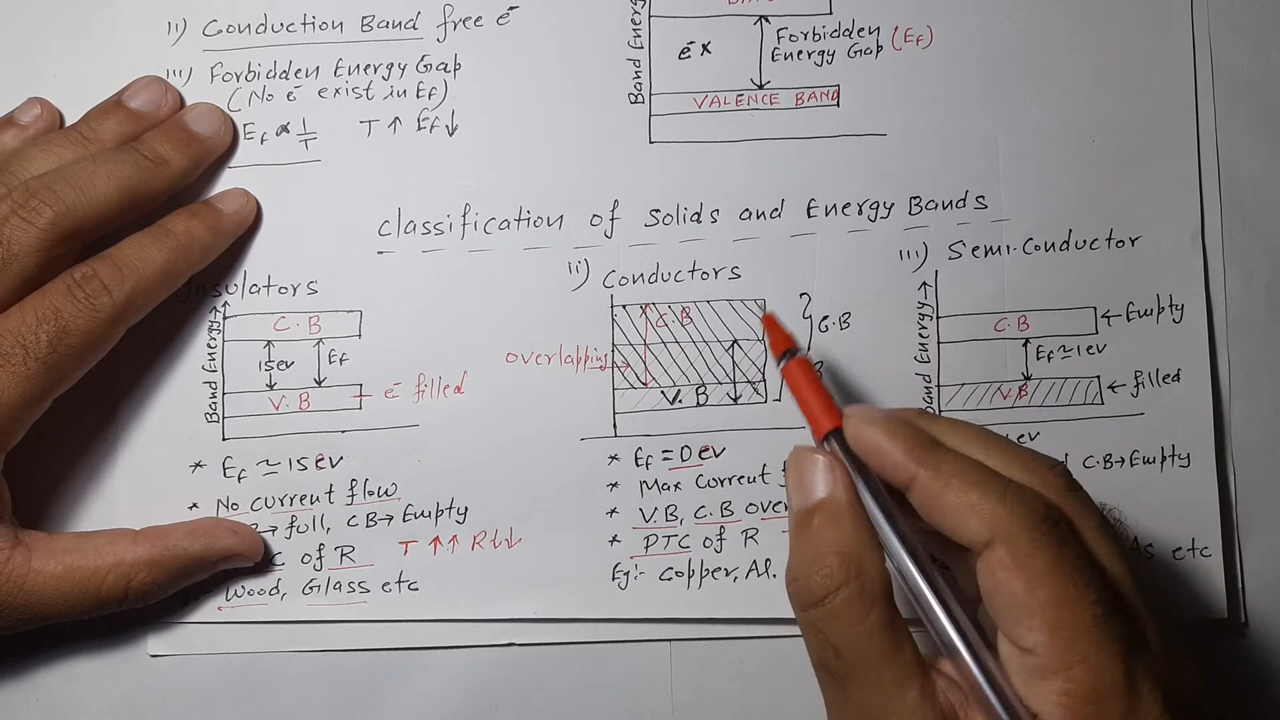 ii) Conduction Band free e⁻
iii) Forbidden Energy Gap
(No e⁻ exist in Ef)
Ef ∝ 1/T T ↑ Ef ↓
Band Energy
e⁻ x
Forbidden
Energy Gap (Ef)
VALENCE BAND
classification of solids and Energy Bands
Insulators
Band Energy →
C.B
15ev
Ef
V.B
e⁻ filled
* Ef ≃ 15ev
* No current flow
→ full, CB → Empty
of R T ↑↑ R↓↓
Wood, Glass etc
ii) Conductors
C.B
overlapping
V.B
C.B
* Ef = 0ev
* Max Current
* V.B, C.B
* PTC of R
Eg:- Copper, Al.
iii) Semi-Conductor
Band Energy →
C.B
← Empty
Ef ≃ 1ev
V.B
← filled
ev
C.B → Empty
As etc